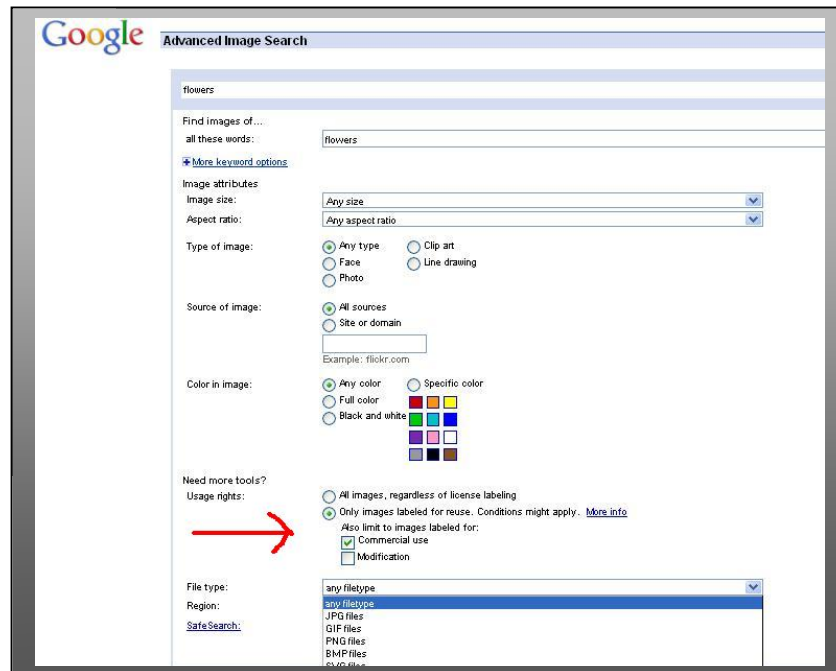 Google Advanced Image Search
flowers
Find images of...
all these words: flowers
More keyword options
Image attributes
Image size: Any size
Aspect ratio: Any aspect ratio
Type of image: Any type Clip art
Face Line drawing
Photo
Source of image: All sources
Site or domain
Example: flickr.com
Color in image: Any color Specific color
Full color
Black and white
Need more tools?
Usage rights: All images, regardless of license labeling
Only images labeled for reuse. Conditions might apply. More info
Also limit to images labeled for:
Commercial use
Modification
File type: any filetype
Region: any filetype
JPG files
SafeSearch: GIF files
PNG files
BMP files
SVG files